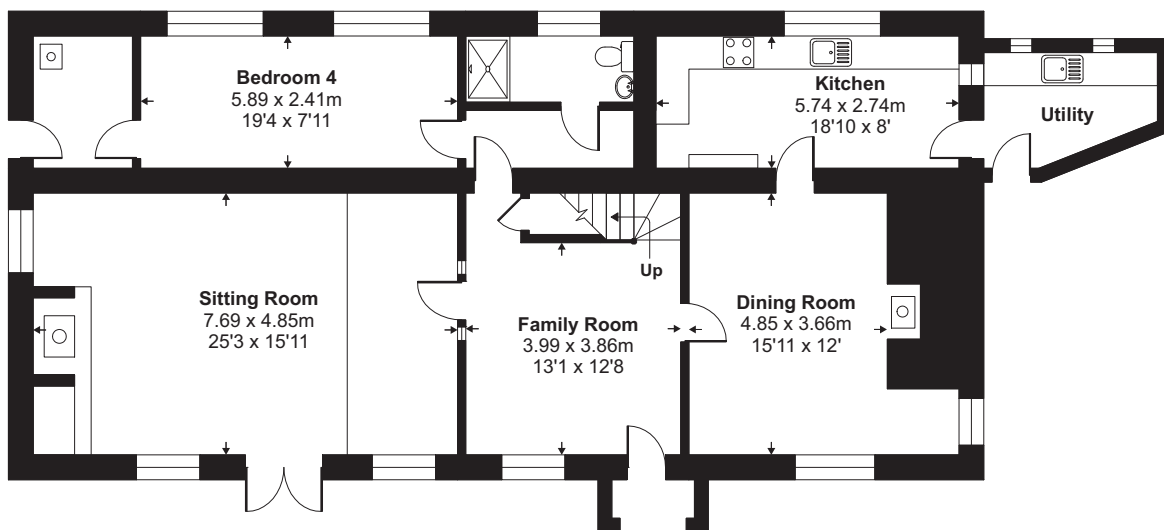 Bedroom 4
5.89 x 2.41m
19'4 x 7'11
Kitchen
5.74 x 2.74m
18'10 x 8'
Utility
Sitting Room
7.69 x 4.85m
25'3 x 15'11
Up
Family Room
3.99 x 3.86m
13'1 x 12'8
Dining Room
4.85 x 3.66m
15'11 x 12'